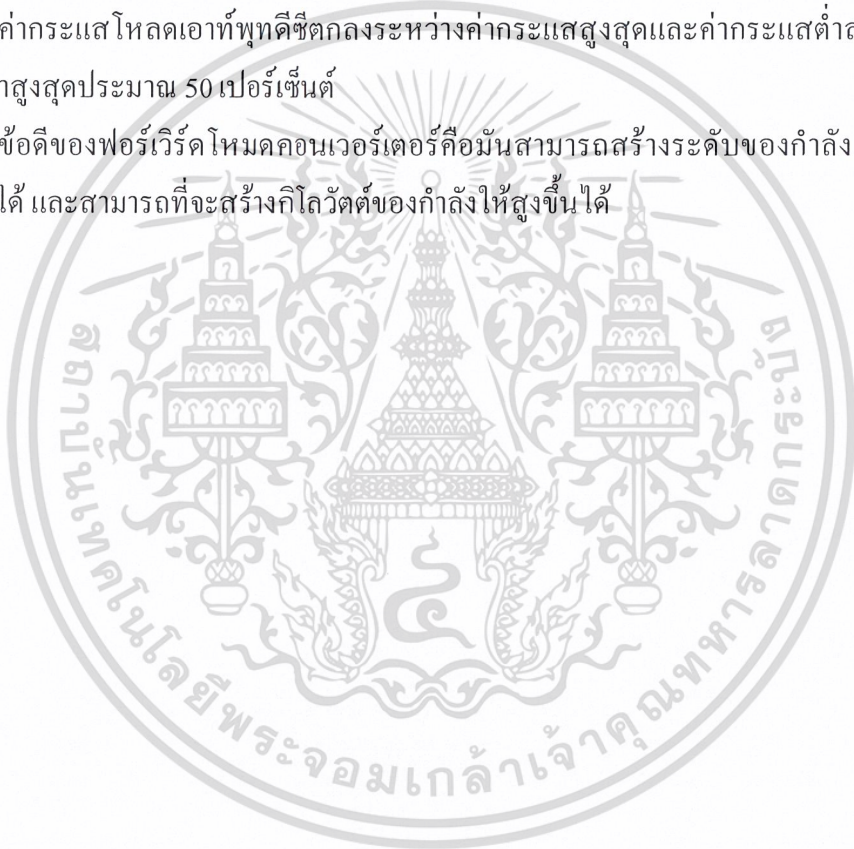 ค่ากระแสโหลดเอาท์พุทดีซีตกลงระหว่างค่ากระแสสูงสุดและค่ากระแสต่ำ
าสูงสุดประมาณ 50 เปอร์เซ็นต์
ข้อดีของฟอร์เวิร์ดโหมดคอนเวอร์เตอร์คือมันสามารถสร้างระดับของกำลัง
ได้ และสามารถที่จะสร้างกิโลวัตต์ของกำลังให้สูงขึ้นได้
สถาบันเทคโนโลยีพระจอมเกล้าเจ้าคุณทหารลาดกระบัง